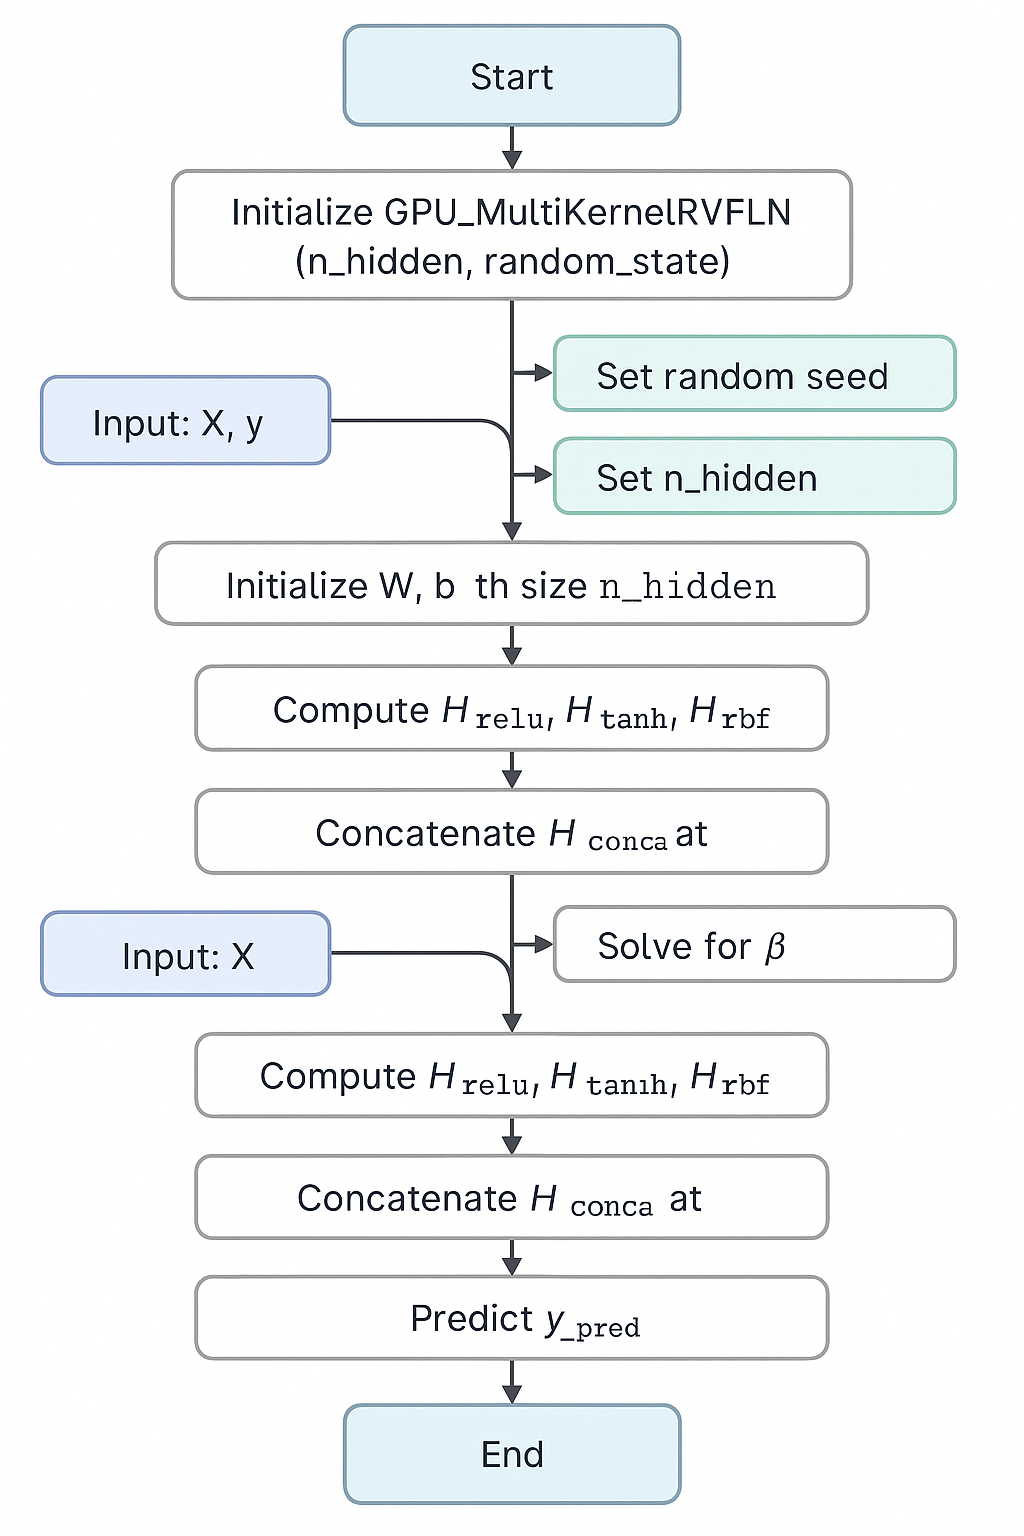 Start
Initialize GPU_MultiKernelRVFLN
(n_hidden, random_state)
Set random seed
Input: X, y
Set n_hidden
Initialize W, b th size n_hidden
Compute H relu, H tanh, H rbf
Concatenate H conca at
Solve for β
Input: X
Compute H relu, H tanıh, H rbf
Concatenate H conca at
Predict y_pred
End